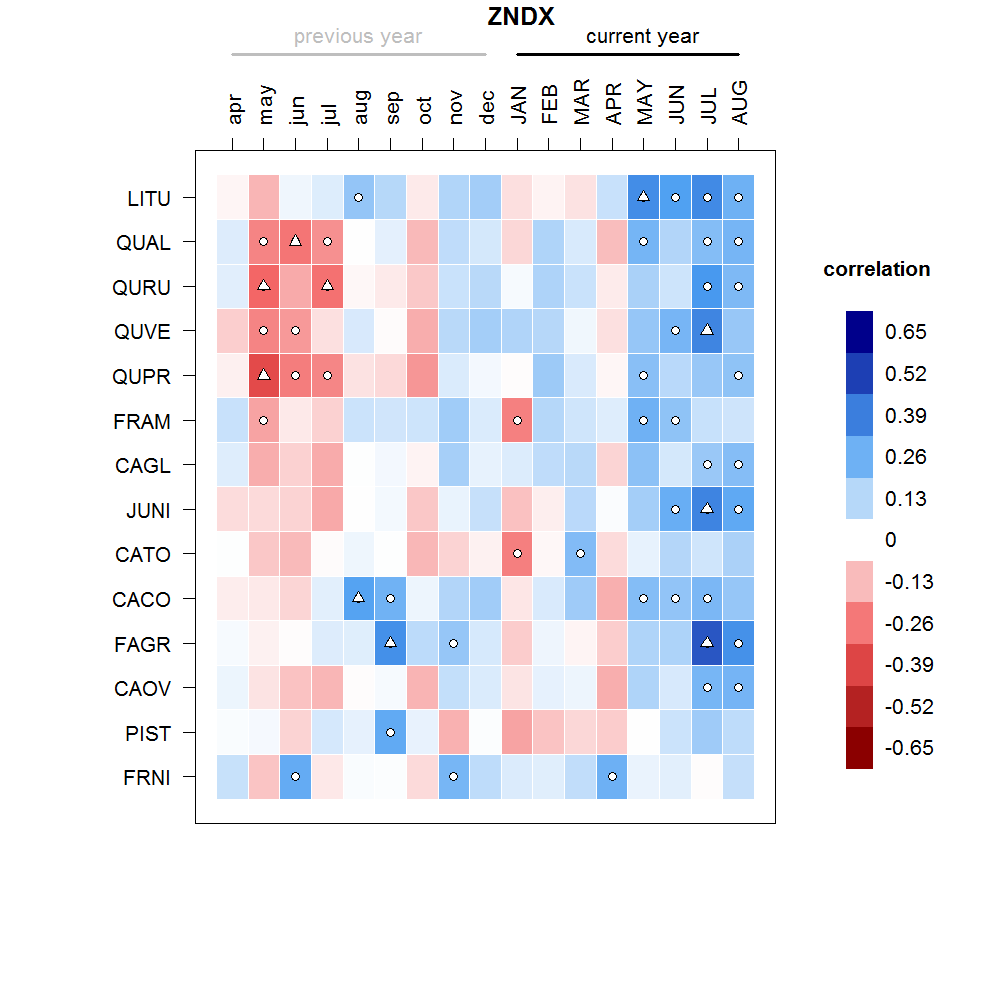 ZNDX
previous year
current year
apr may jun jul aug sep oct nov dec JAN FEB MAR APR MAY JUN JUL AUG
LITU
QUAL
QURU
QUVE
QUPR
FRAM
CAGL
JUNI
CATO
CACO
FAGR
CAOV
PIST
FRNI
correlation
0.65
0.52
0.39
0.26
0.13
0
-0.13
-0.26
-0.39
-0.52
-0.65